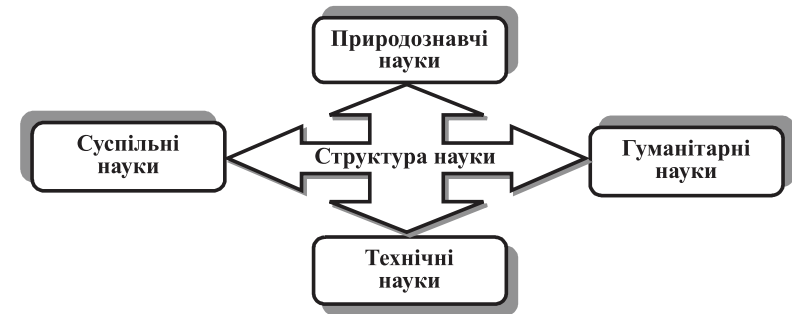 Природознавчі
науки
Суспільні
науки
Структура науки
Гуманітарні
науки
Технічні
науки